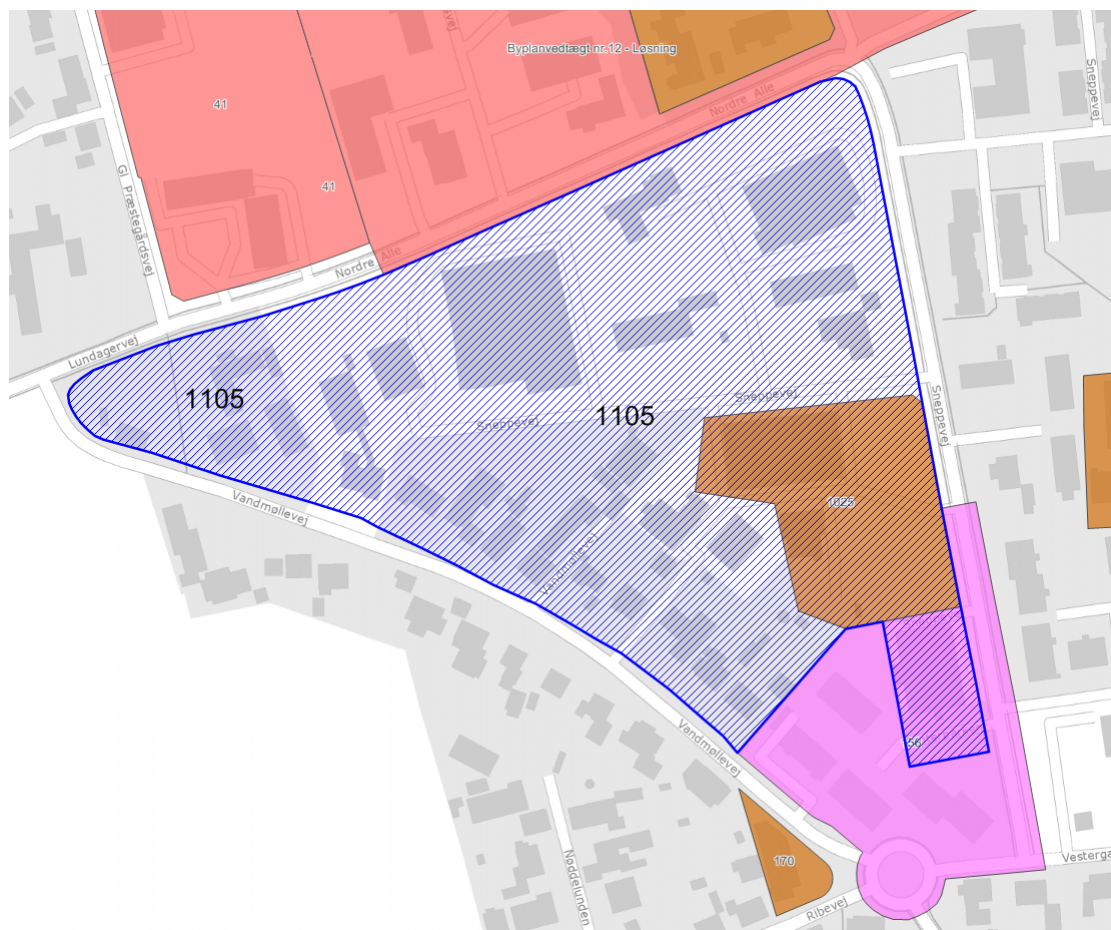 Byplanvedtægt nr. 12 - Løsning
Sneppevej
41
Nordre Alle
41
Gl Præstegårdsvej
Nordre Alle
Lundagervej
1105
1105
Sneppevej
Sneppevej
Sneppevej
1025
Vandmøllevej
Vandmøllevej
56
Vandmøllevej
170
Vesterga
Nøddelunden
Ribevej